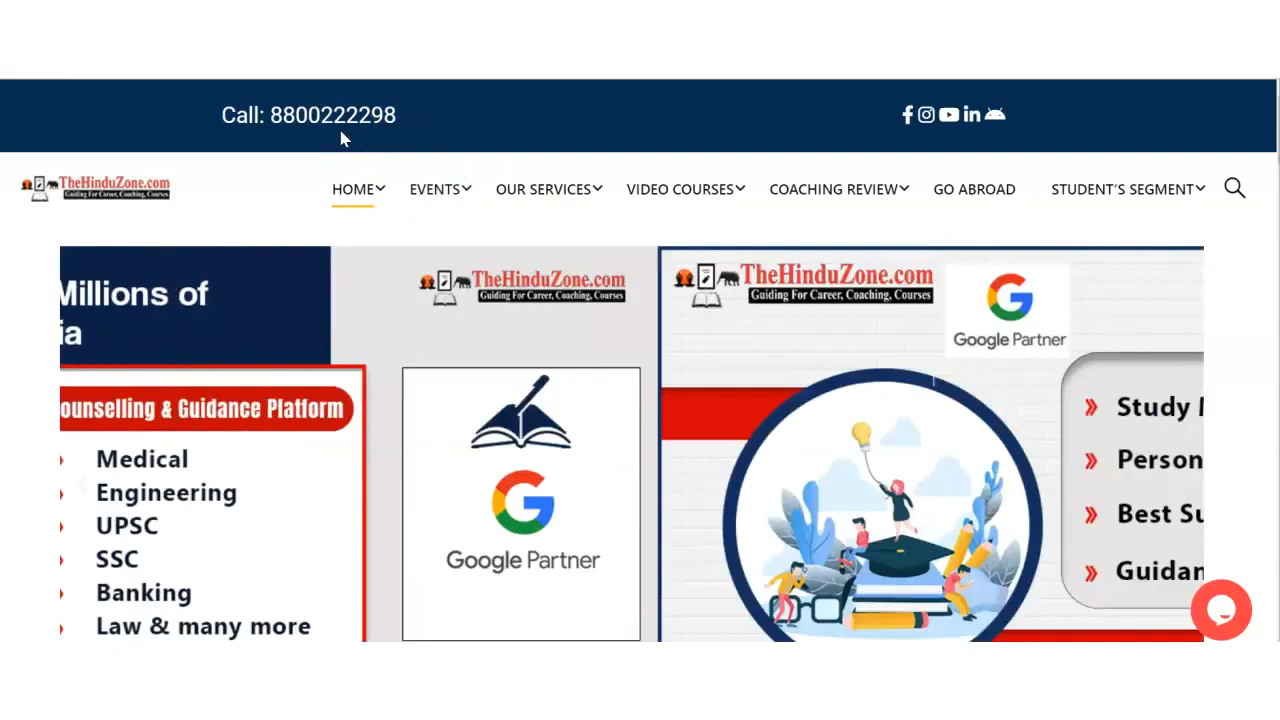 Call: 8800222298
TheHinduZone.com
Guiding For Career, Coaching, Courses
HOME EVENTS OUR SERVICES VIDEO COURSES COACHING REVIEW GO ABROAD STUDENT'S SEGMENT
Millions of
ia
ounselling & Guidance Platform
Medical
Engineering
UPSC
SSC
Banking
Law & many more
TheHinduZone.com
Guiding For Career, Coaching, Courses
Google Partner
TheHinduZone.com
Guiding For Career, Coaching, Courses
Google Partner
Study
Person
Best Su
Guidan